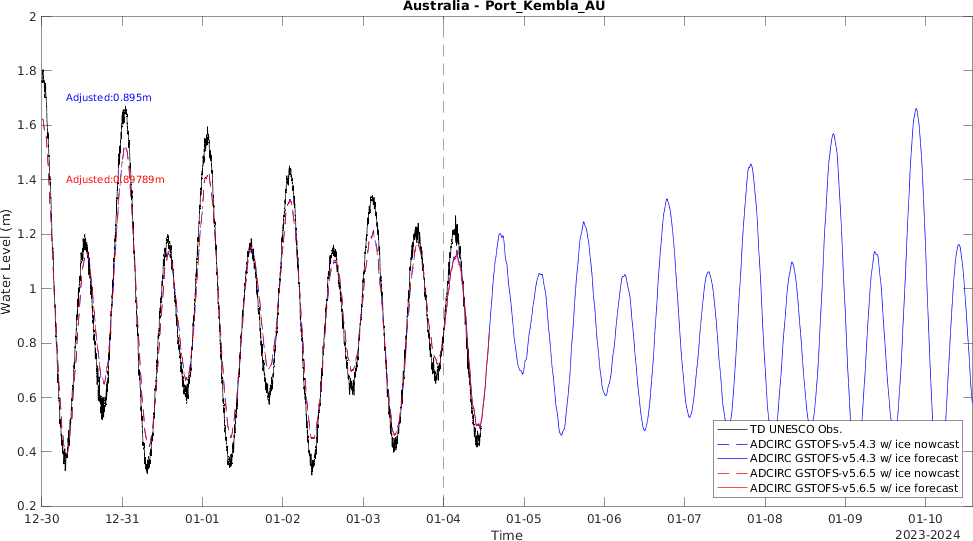 Australia - Port_Kembla_AU
Water Level (m)
2
1.8
1.6
1.4
1.2
1
0.8
0.6
0.4
0.2
Adjusted:0.895m
Adjusted:0.89789m
TD UNESCO Obs.
ADCIRC GSTOFS-v5.4.3 w/ ice nowcast
ADCIRC GSTOFS-v5.4.3 w/ ice forecast
ADCIRC GSTOFS-v5.6.5 w/ ice nowcast
ADCIRC GSTOFS-v5.6.5 w/ ice forecast
12-30 12-31 01-01 01-02 01-03 01-04 01-05 01-06 01-07 01-08 01-09 01-10
Time
2023-2024